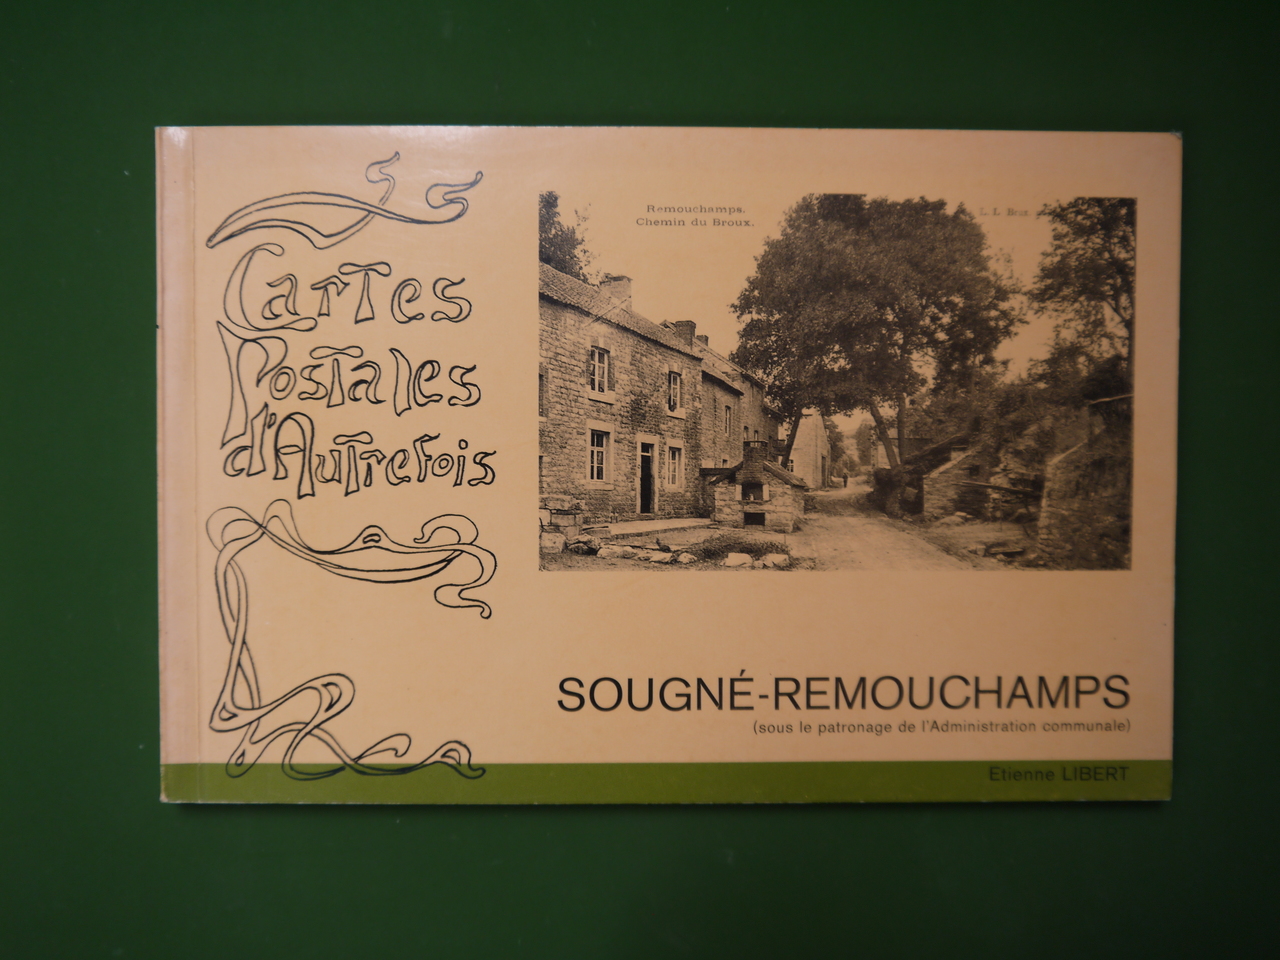 Cartes
Postales
d'Autrefois
Remouchamps.
Chemin du Broux.
SOUGNÉ-REMOUCHAMPS
(sous le patronage de l'Administration communale)
Etienne LIBERT